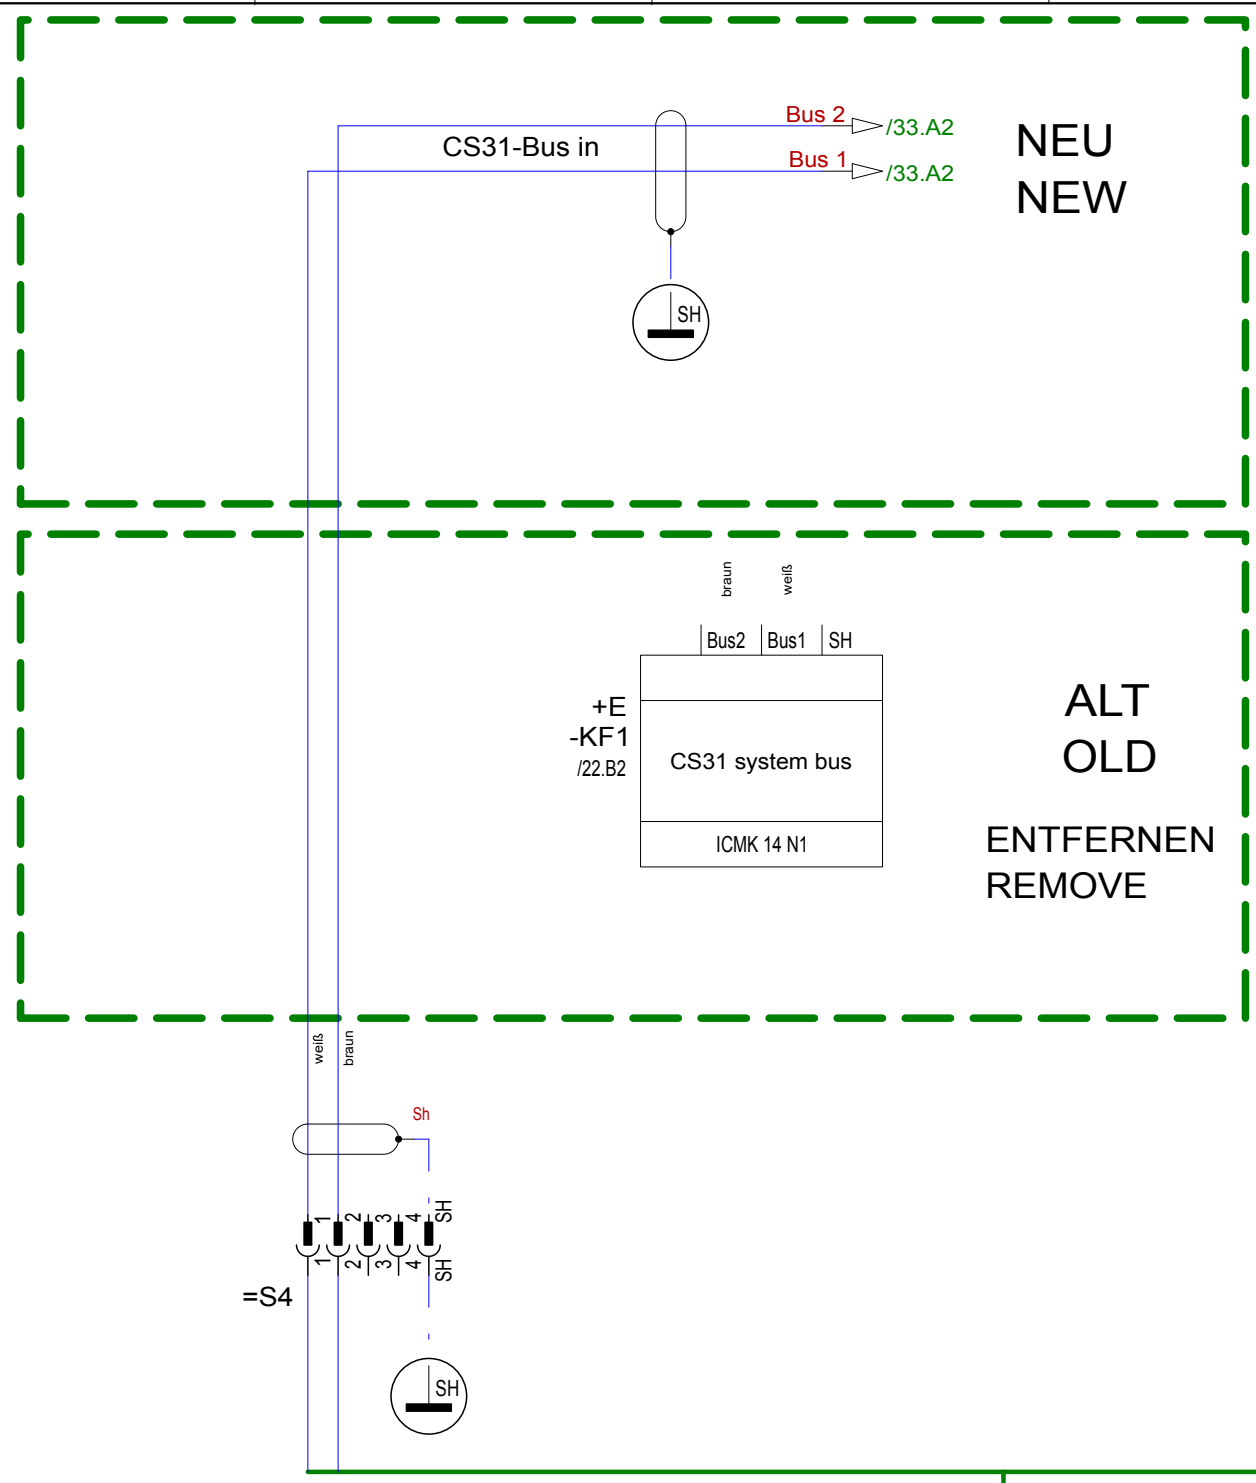 Bus 2
/33.A2
CS31-Bus in
Bus 1
/33.A2
NEU
NEW
SH
braun
weiß
Bus2
Bus1
SH
+E
-KF1
/22.B2
CS31 system bus
ICMK 14 N1
ALT
OLD
ENTFERNEN
REMOVE
weiß
braun
Sh
1
2
3
4
SH
1
2
3
4
SH
=S4
SH